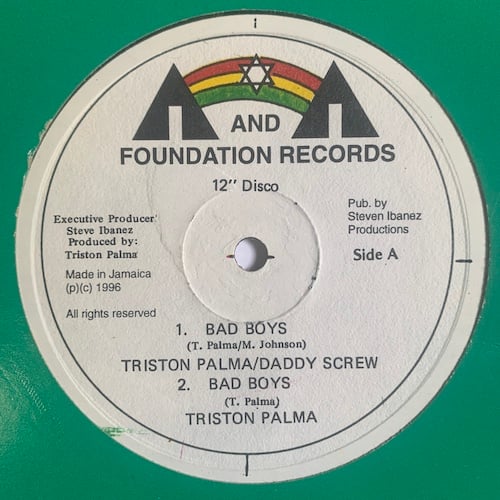 A AND A
FOUNDATION RECORDS
12" Disco
Executive Producer:
Steve Ibanez
Produced by:
Triston Palma
Made in Jamaica
(p)(c) 1996
All rights reserved
Pub. by
Steven Ibanez
Productions
Side A
1. BAD BOYS
(T. Palma/M. Johnson)
TRISTON PALMA/DADDY SCREW
2. BAD BOYS
(T. Palma)
TRISTON PALMA